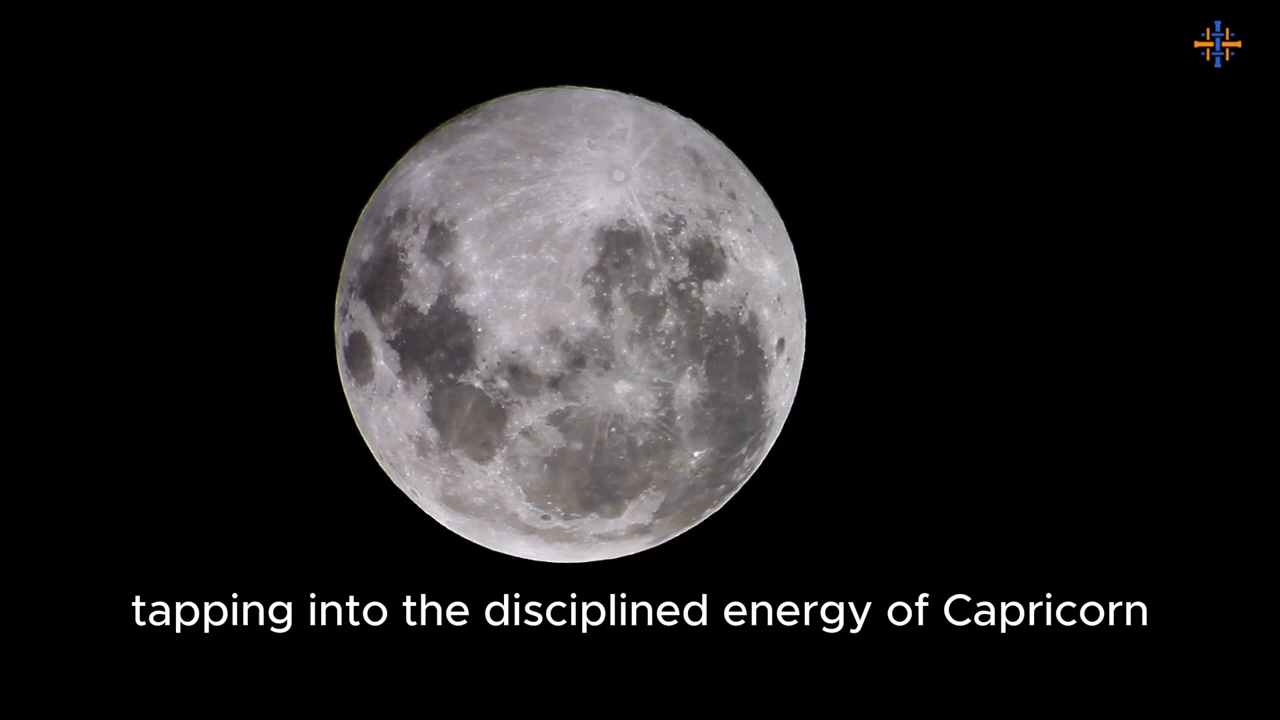 tapping into the disciplined energy of Capricorn